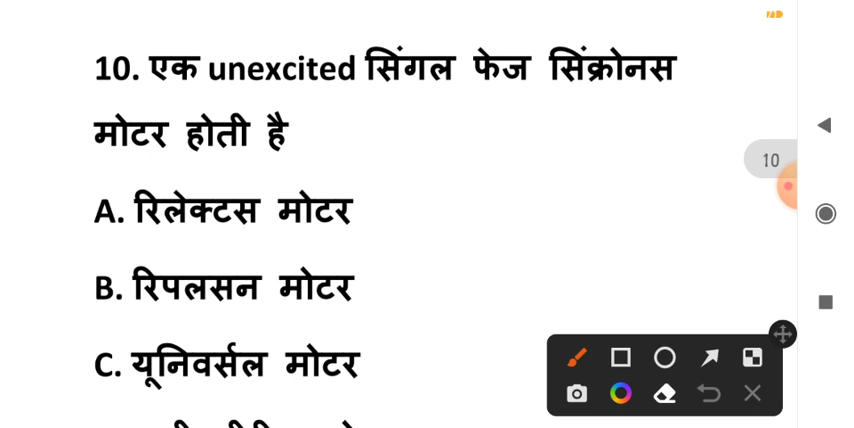 10. एक unexcited सिंगल फेज सिंक्रोनस
मोटर होती है
10
A. रिलेक्टस मोटर
B. रिपलसन मोटर
C. यूनिवर्सल मोटर